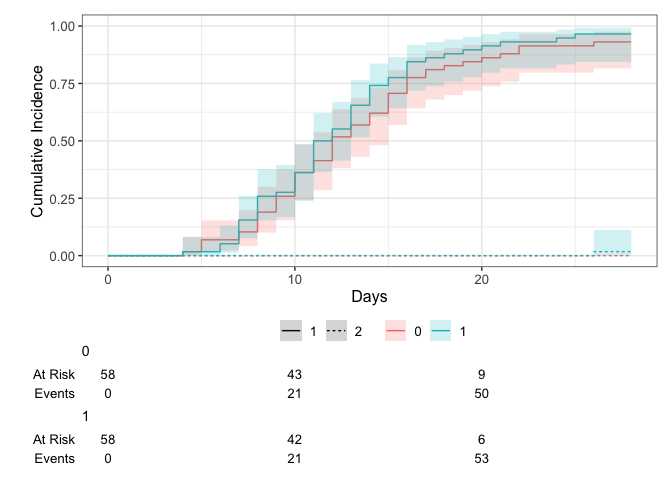 1.00
0.75
0.50
0.25
0.00
Cumulative Incidence
0 10 20
Days
1 2 0 1
0
At Risk 58 43 9
Events 0 21 50
1
At Risk 58 42 6
Events 0 21 53